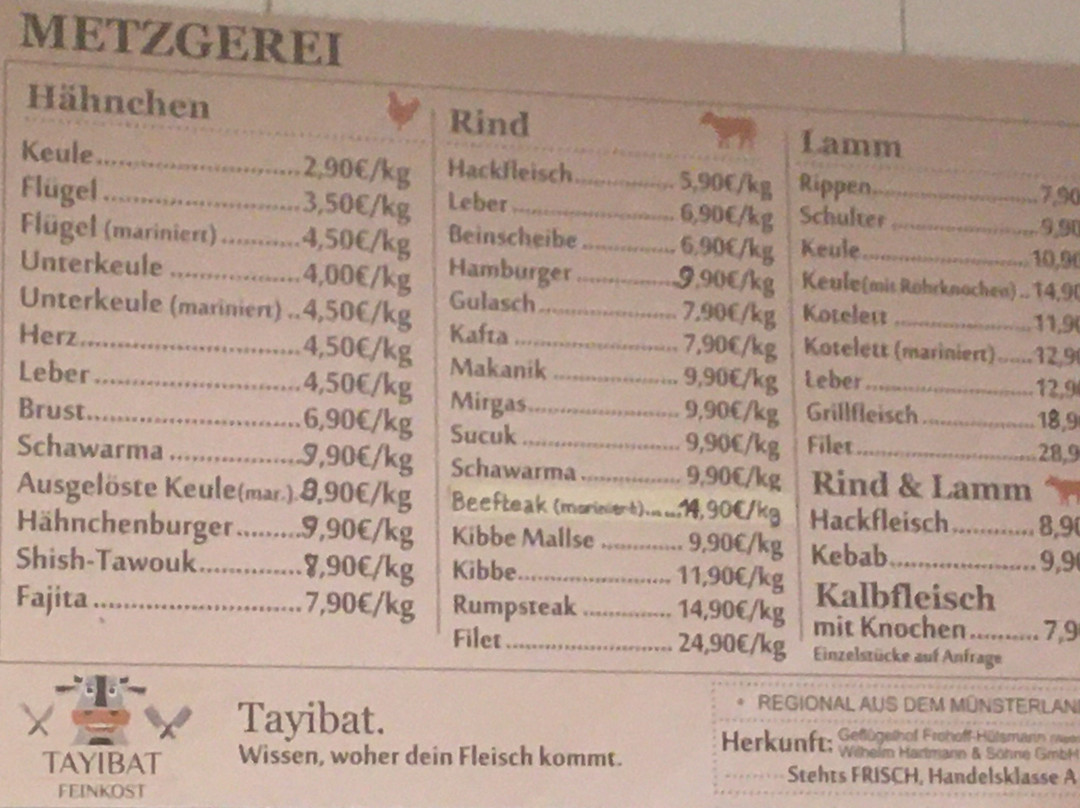 METZGEREI
Hähnchen
Keule..............................2,90€/kg
Flügel............................3,50€/kg
Flügel (mariniert)...........4,50€/kg
Unterkeule...................4,00€/kg
Unterkeule (mariniert)..4,50€/kg
Herz................................4,50€/kg
Leber..............................4,50€/kg
Brust..............................6,90€/kg
Schawarma...................9,90€/kg
Ausgelöste Keule(mar.).8,90€/kg
Hähnchenburger.........9,90€/kg
Shish-Tawouk..............8,90€/kg
Fajita............................7,90€/kg
Rind
Hackfleisch................5,90€/kg
Leber..........................6,90€/kg
Beinscheibe...............6,90€/kg
Hamburger................9,90€/kg
Gulasch......................7,90€/kg
Kafta...........................7,90€/kg
Makanik.....................9,90€/kg
Mirgas........................9,90€/kg
Sucuk.........................9,90€/kg
Schawarma................9,90€/kg
Beefteak (mariniert)......14,90€/kg
Kibbe Mallse..............9,90€/kg
Kibbe........................11,90€/kg
Rumpsteak...............14,90€/kg
Filet..........................24,90€/kg
Lamm
Rippen..........................7,90
Schulter.......................9,90
Keule...........................10,90
Keule(mit Rohrknochen)..14,90
Kotelett.......................11,90
Kotelett (mariniert)......12,90
Leber...........................12,90
Grillfleisch...................18,9
Filet.............................28,9
Rind & Lamm
Hackfleisch............8,90
Kebab......................9,90
Kalbfleisch
mit Knochen..........7,9
Einzelstücke auf Anfrage
TAYIBAT
FEINKOST
Tayibat.
Wissen, woher dein Fleisch kommt.
• REGIONAL AUS DEM MÜNSTERLAN
Herkunft: Geflügelhof Frohoff-Hülsmann
Wilhelm Hartmann & Söhne GmbH
Stehts FRISCH, Handelsklasse A